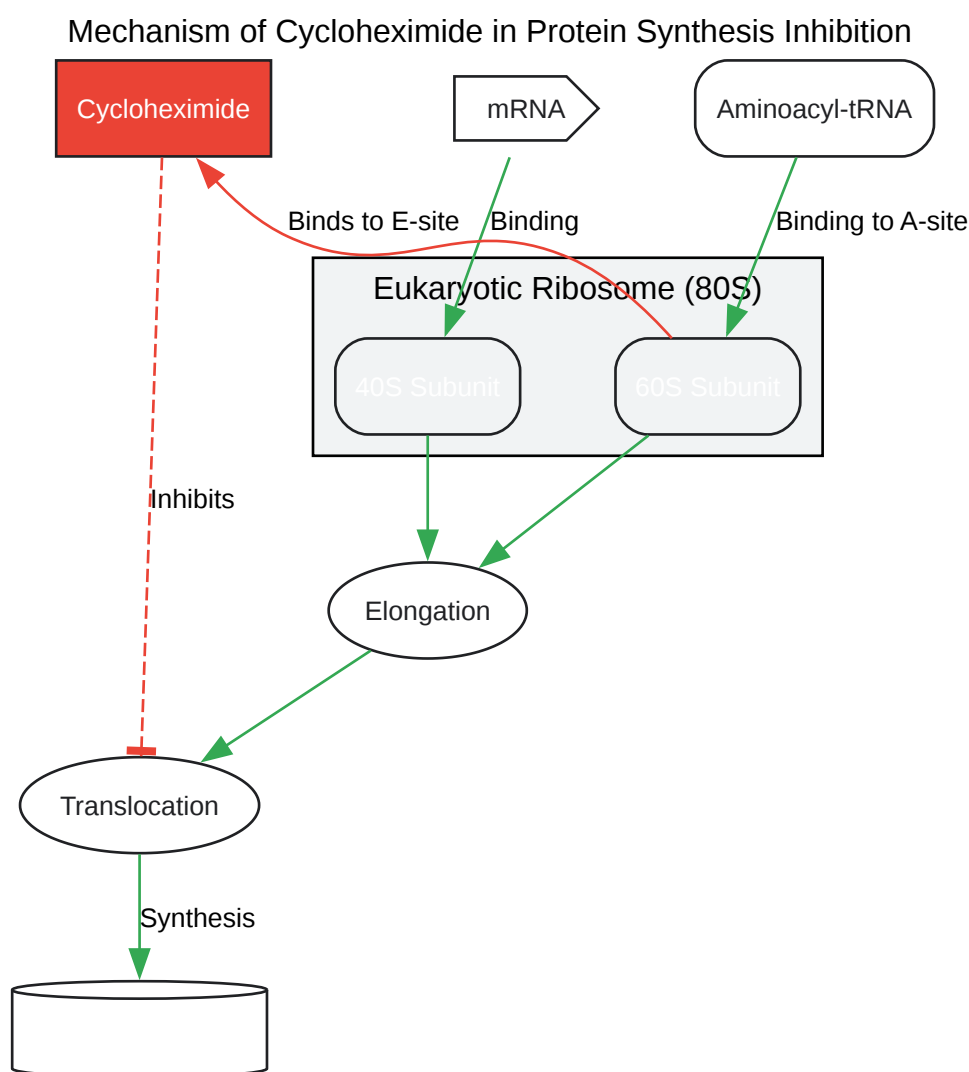 Mechanism of Cycloheximide in Protein Synthesis Inhibition
Cycloheximide
mRNA
Aminoacyl-tRNA
Binds to E-site
Binding
Binding to A-site
Eukaryotic Ribosome (80S)
40S Subunit
60S Subunit
Inhibits
Elongation
Translocation
Synthesis